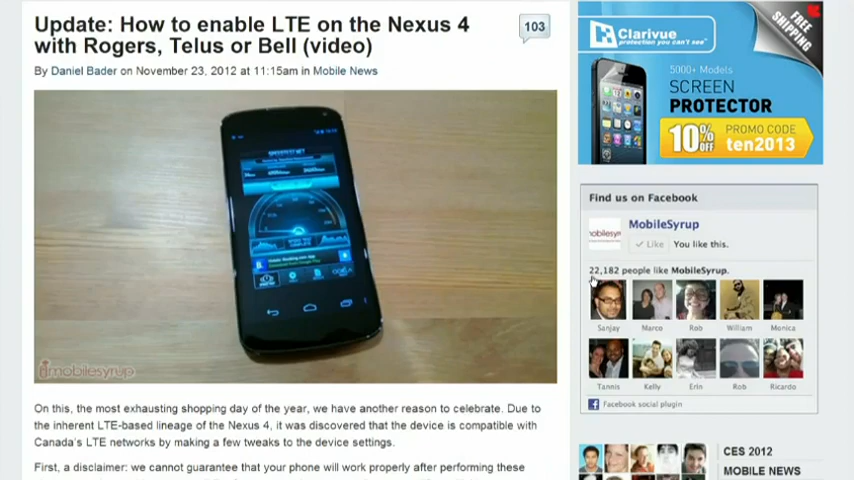 Update: How to enable LTE on the Nexus 4
with Rogers, Telus or Bell (video)
103
By Daniel Bader on November 23, 2012 at 11:15am in Mobile News
mobilesyrup
On this, the most exhausting shopping day of the year, we have another reason to celebrate. Due to
the inherent LTE-based lineage of the Nexus 4, it was discovered that the device is compatible with
Canada's LTE networks by making a few tweaks to the device settings.
First, a disclaimer: we cannot guarantee that your phone will work properly after performing these
Clarivue
protection you can see
FREE
SHIPPING
5000+ Models
SCREEN
PROTECTOR
10% OFF
PROMO CODE
ten2013
Find us on Facebook
MobileSyrup
Like You like this.
22,182 people like MobileSyrup.
Sanjay Marco Rob William Monica
Tannis Kelly Erin Rob Ricardo
Facebook social plugin
CES 2012
MOBILE NEWS